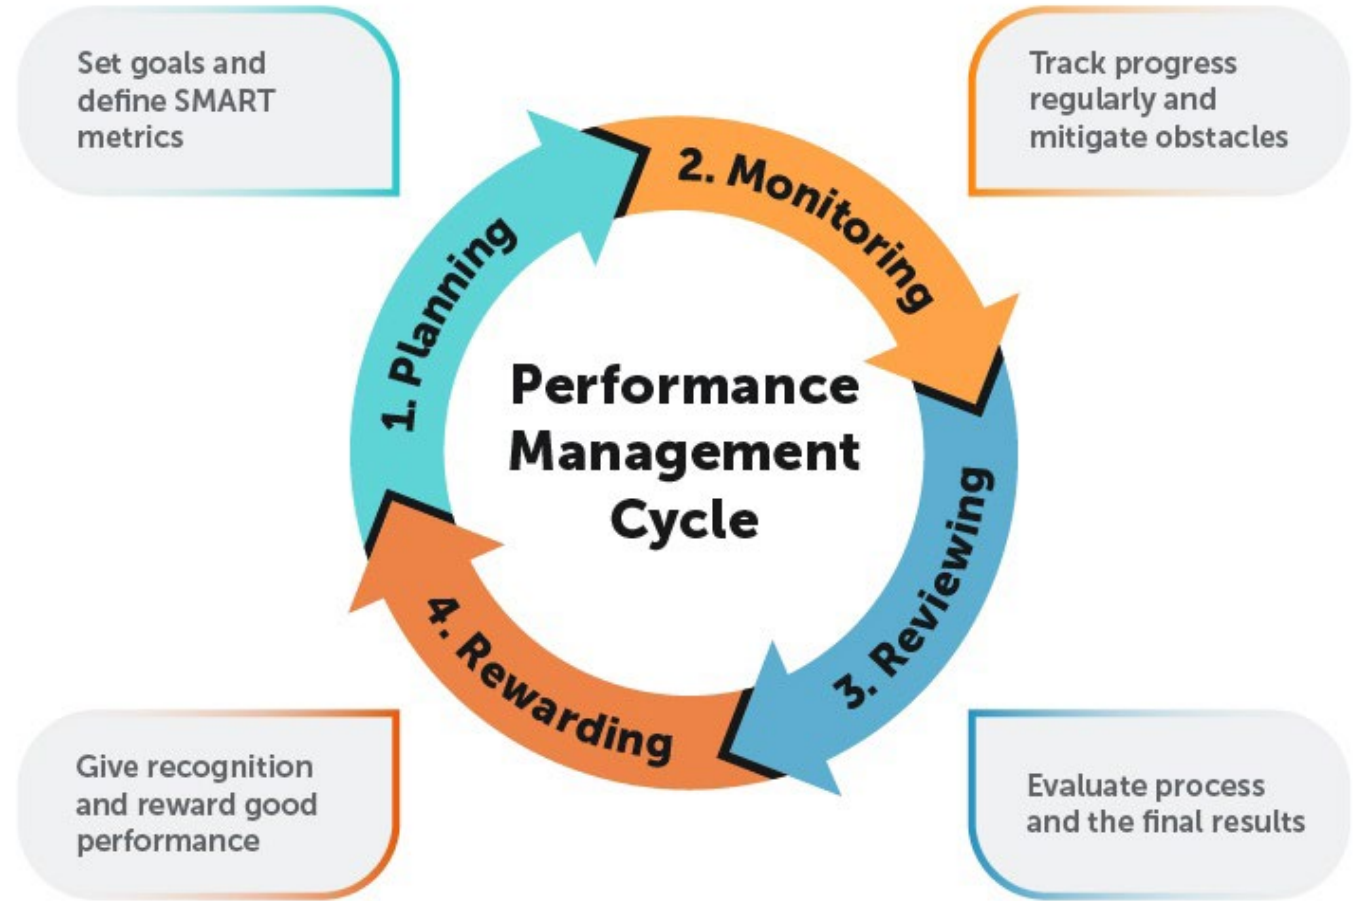 Set goals and
define SMART
metrics
Track progress
regularly and
mitigate obstacles
1. Planning
2. Monitoring
Performance
Management
Cycle
3. Reviewing
4. Rewarding
Give recognition
and reward good
performance
Evaluate process
and the final results